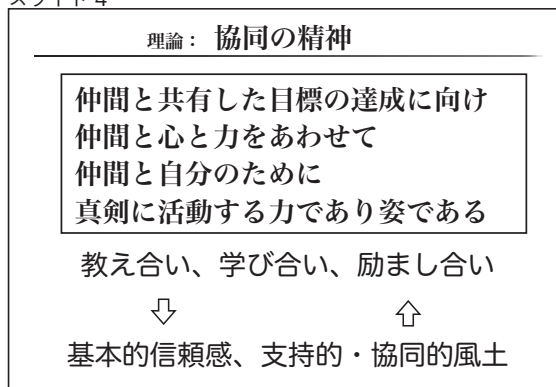 スライド 4
理論： 協同の精神
仲間と共有した目標の達成に向け
仲間と心と力をあわせて
仲間と自分のために
真剣に活動する力であり姿である
教え合い、学び合い、励まし合い
基本的信頼感、支持的・協同的風土